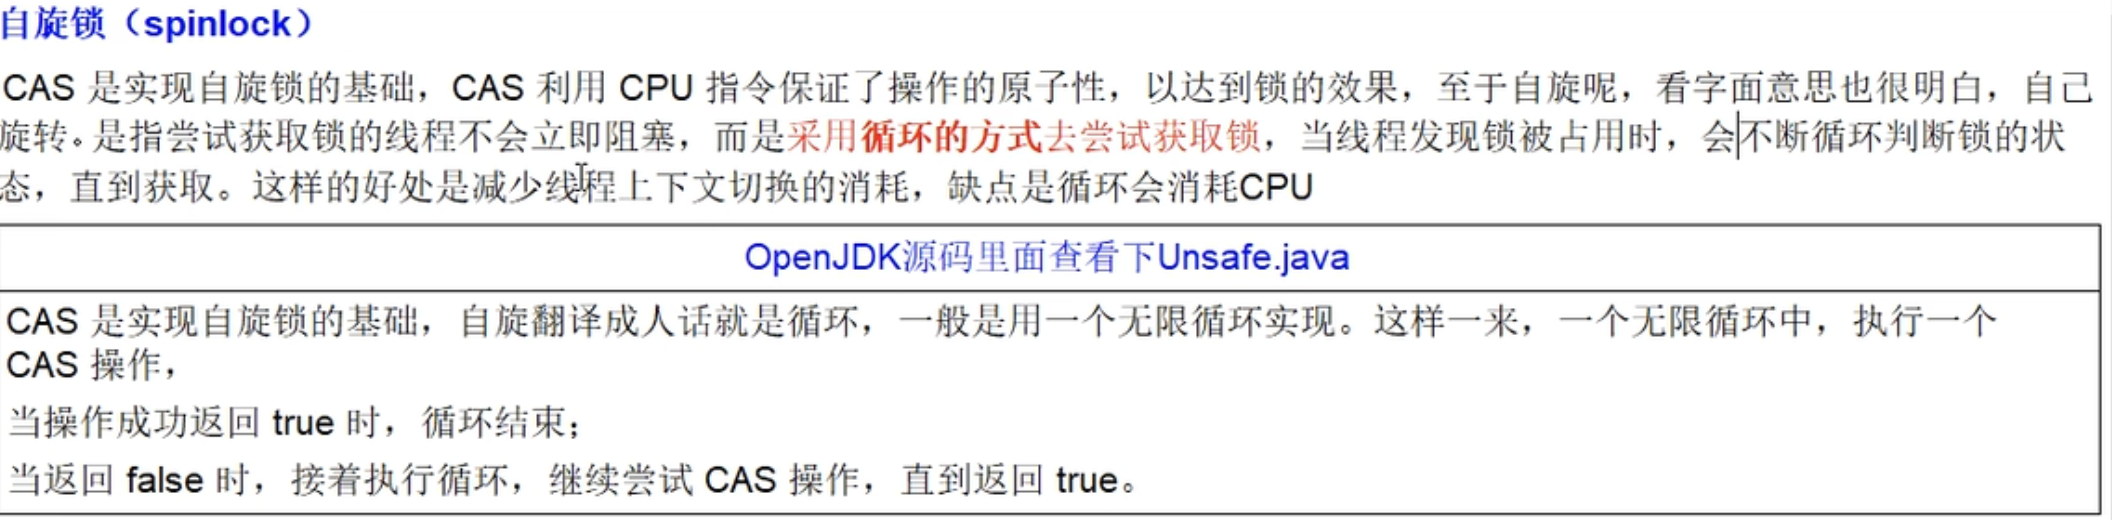 自旋锁（spinlock）
CAS 是实现自旋锁的基础，CAS 利用 CPU 指令保证了操作的原子性，以达到锁的效果，至于自旋呢，看字面意思也很明白，自己
旋转。是指尝试获取锁的线程不会立即阻塞，而是采用循环的方式去尝试获取锁，当线程发现锁被占用时，会不断循环判断锁的状
态，直到获取。这样的好处是减少线程上下文切换的消耗，缺点是循环会消耗CPU
OpenJDK源码里面查看下Unsafe.java
CAS 是实现自旋锁的基础，自旋翻译成人话就是循环，一般是用一个无限循环实现。这样一来，一个无限循环中，执行一个
CAS 操作，
当操作成功返回 true 时，循环结束；
当返回 false 时，接着执行循环，继续尝试 CAS 操作，直到返回 true。